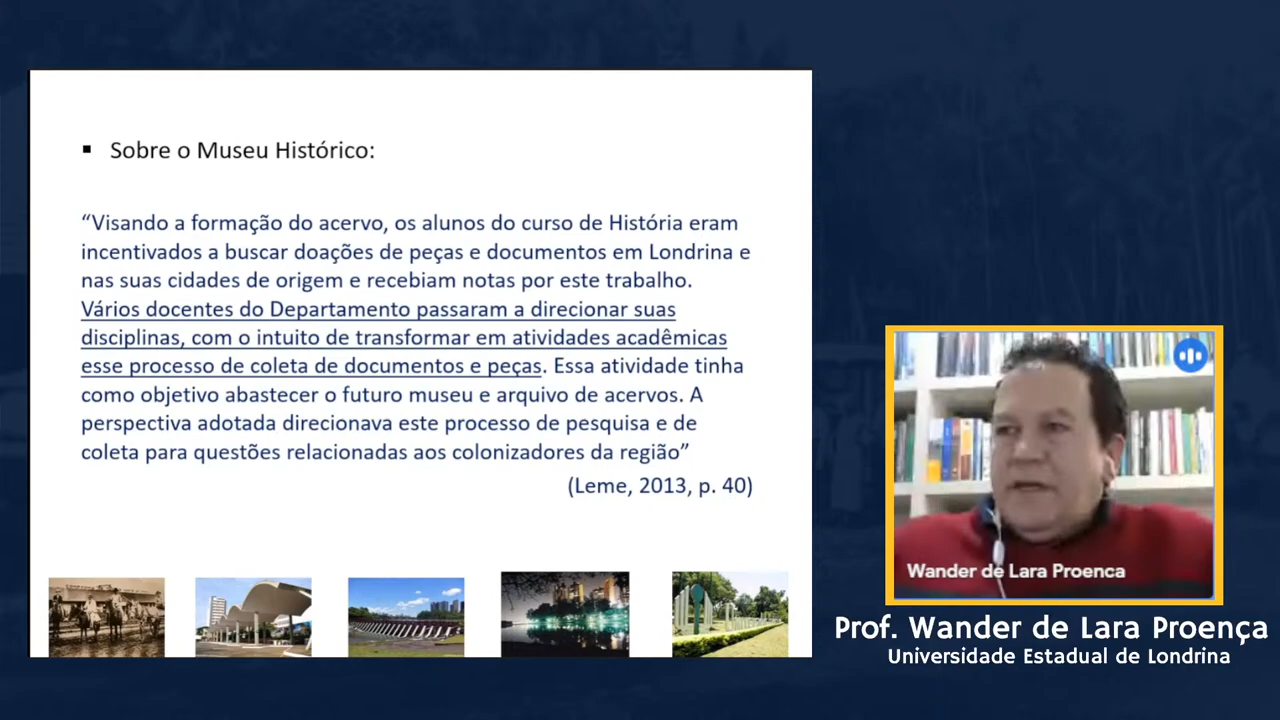 Sobre o Museu Histórico:
“Visando a formação do acervo, os alunos do curso de História eram
incentivados a buscar doações de peças e documentos em Londrina e
nas suas cidades de origem e recebiam notas por este trabalho.
Vários docentes do Departamento passaram a direcionar suas
disciplinas, com o intuito de transformar em atividades acadêmicas
esse processo de coleta de documentos e peças. Essa atividade tinha
como objetivo abastecer o futuro museu e arquivo de acervos. A
perspectiva adotada direcionava este processo de pesquisa e de
coleta para questões relacionadas aos colonizadores da região”
(Leme, 2013, p. 40)
Wander de Lara Proenca
Prof. Wander de Lara Proença
Universidade Estadual de Londrina